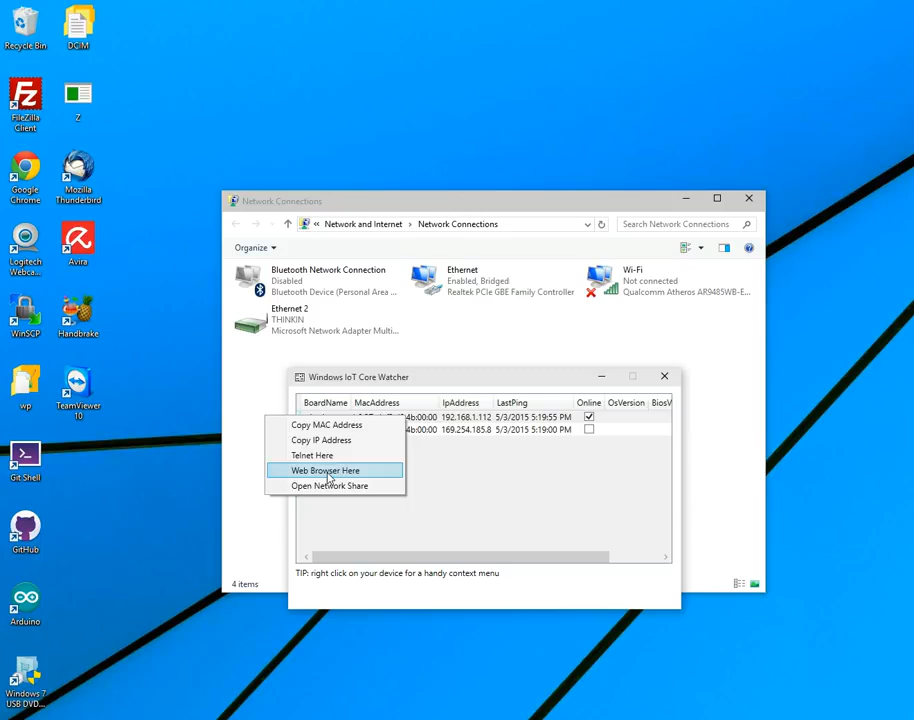 Recycle Bin
DCIM
FileZilla
Client
Z
Google
Chrome
Mozilla
Thunderbird
Logitech
Webca...
Avira
WinSCP
Handbrake
wp
TeamViewer
10
Git Shell
GitHub
Arduino
Windows 7
USB DVD...
Network Connections
« Network and Internet › Network Connections
Search Network Connections
Organize
Bluetooth Network Connection
Disabled
Bluetooth Device (Personal Area ...
Ethernet
Enabled, Bridged
Realtek PCIe GBE Family Controller
Wi-Fi
Not connected
Qualcomm Atheros AR9485WB-E...
Ethernet 2
THINKIN
Microsoft Network Adapter Multi...
4 items
Windows IoT Core Watcher
BoardName MacAddress IpAddress LastPing Online OsVersion BiosV
4b:00:00 192.168.1.112 5/3/2015 5:19:55 PM
4b:00:00 169.254.185.8 5/3/2015 5:19:00 PM
Copy MAC Address
Copy IP Address
Telnet Here
Web Browser Here
Open Network Share
TIP: right click on your device for a handy context menu